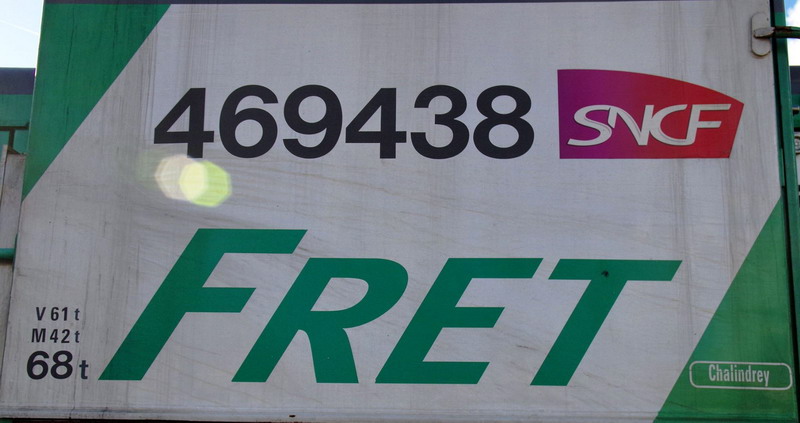 469438 SNCF
FRET
V 61 t
M 42 t
68 t
Chalindrey